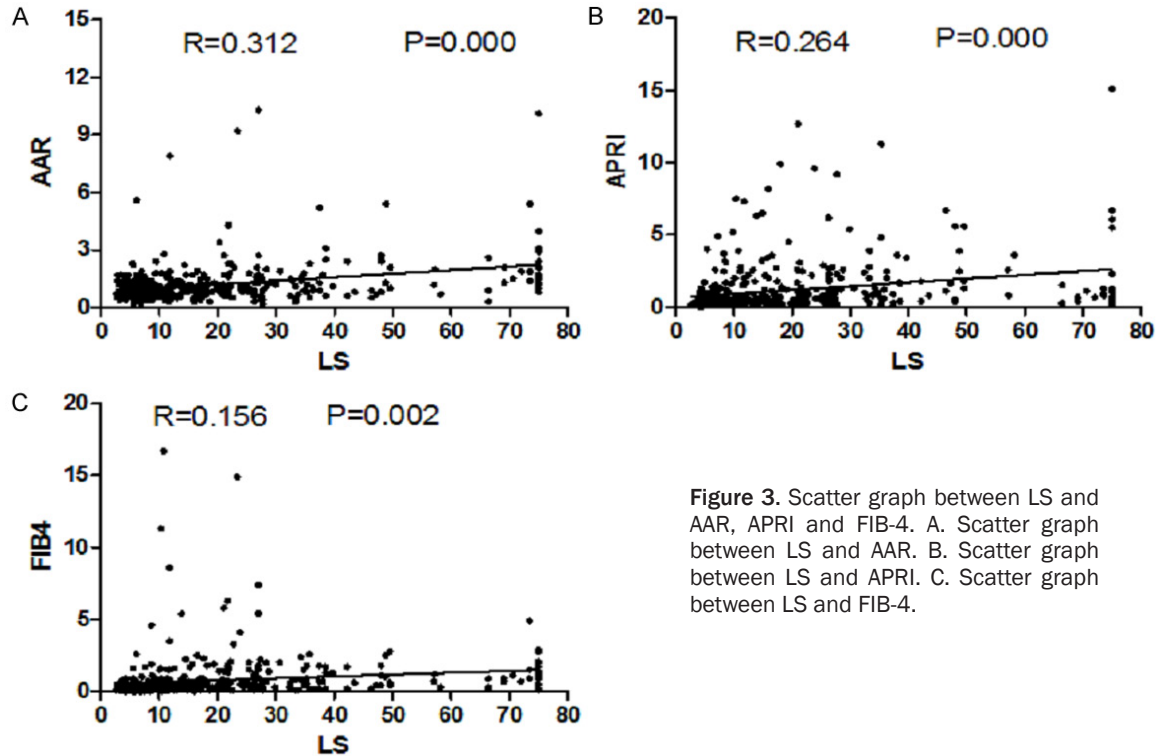 A
R=0.312 P=0.000
AAR
15
12
9
6
3
0
0 10 20 30 40 50 60 70 80
LS
B
R=0.264 P=0.000
APRI
20
15
10
5
0
0 10 20 30 40 50 60 70 80
LS
C
R=0.156 P=0.002
FIB4
20
15
10
5
0
0 10 20 30 40 50 60 70 80
LS
Figure 3. Scatter graph between LS and
AAR, APRI and FIB-4. A. Scatter graph
between LS and AAR. B. Scatter graph
between LS and APRI. C. Scatter graph
between LS and FIB-4.